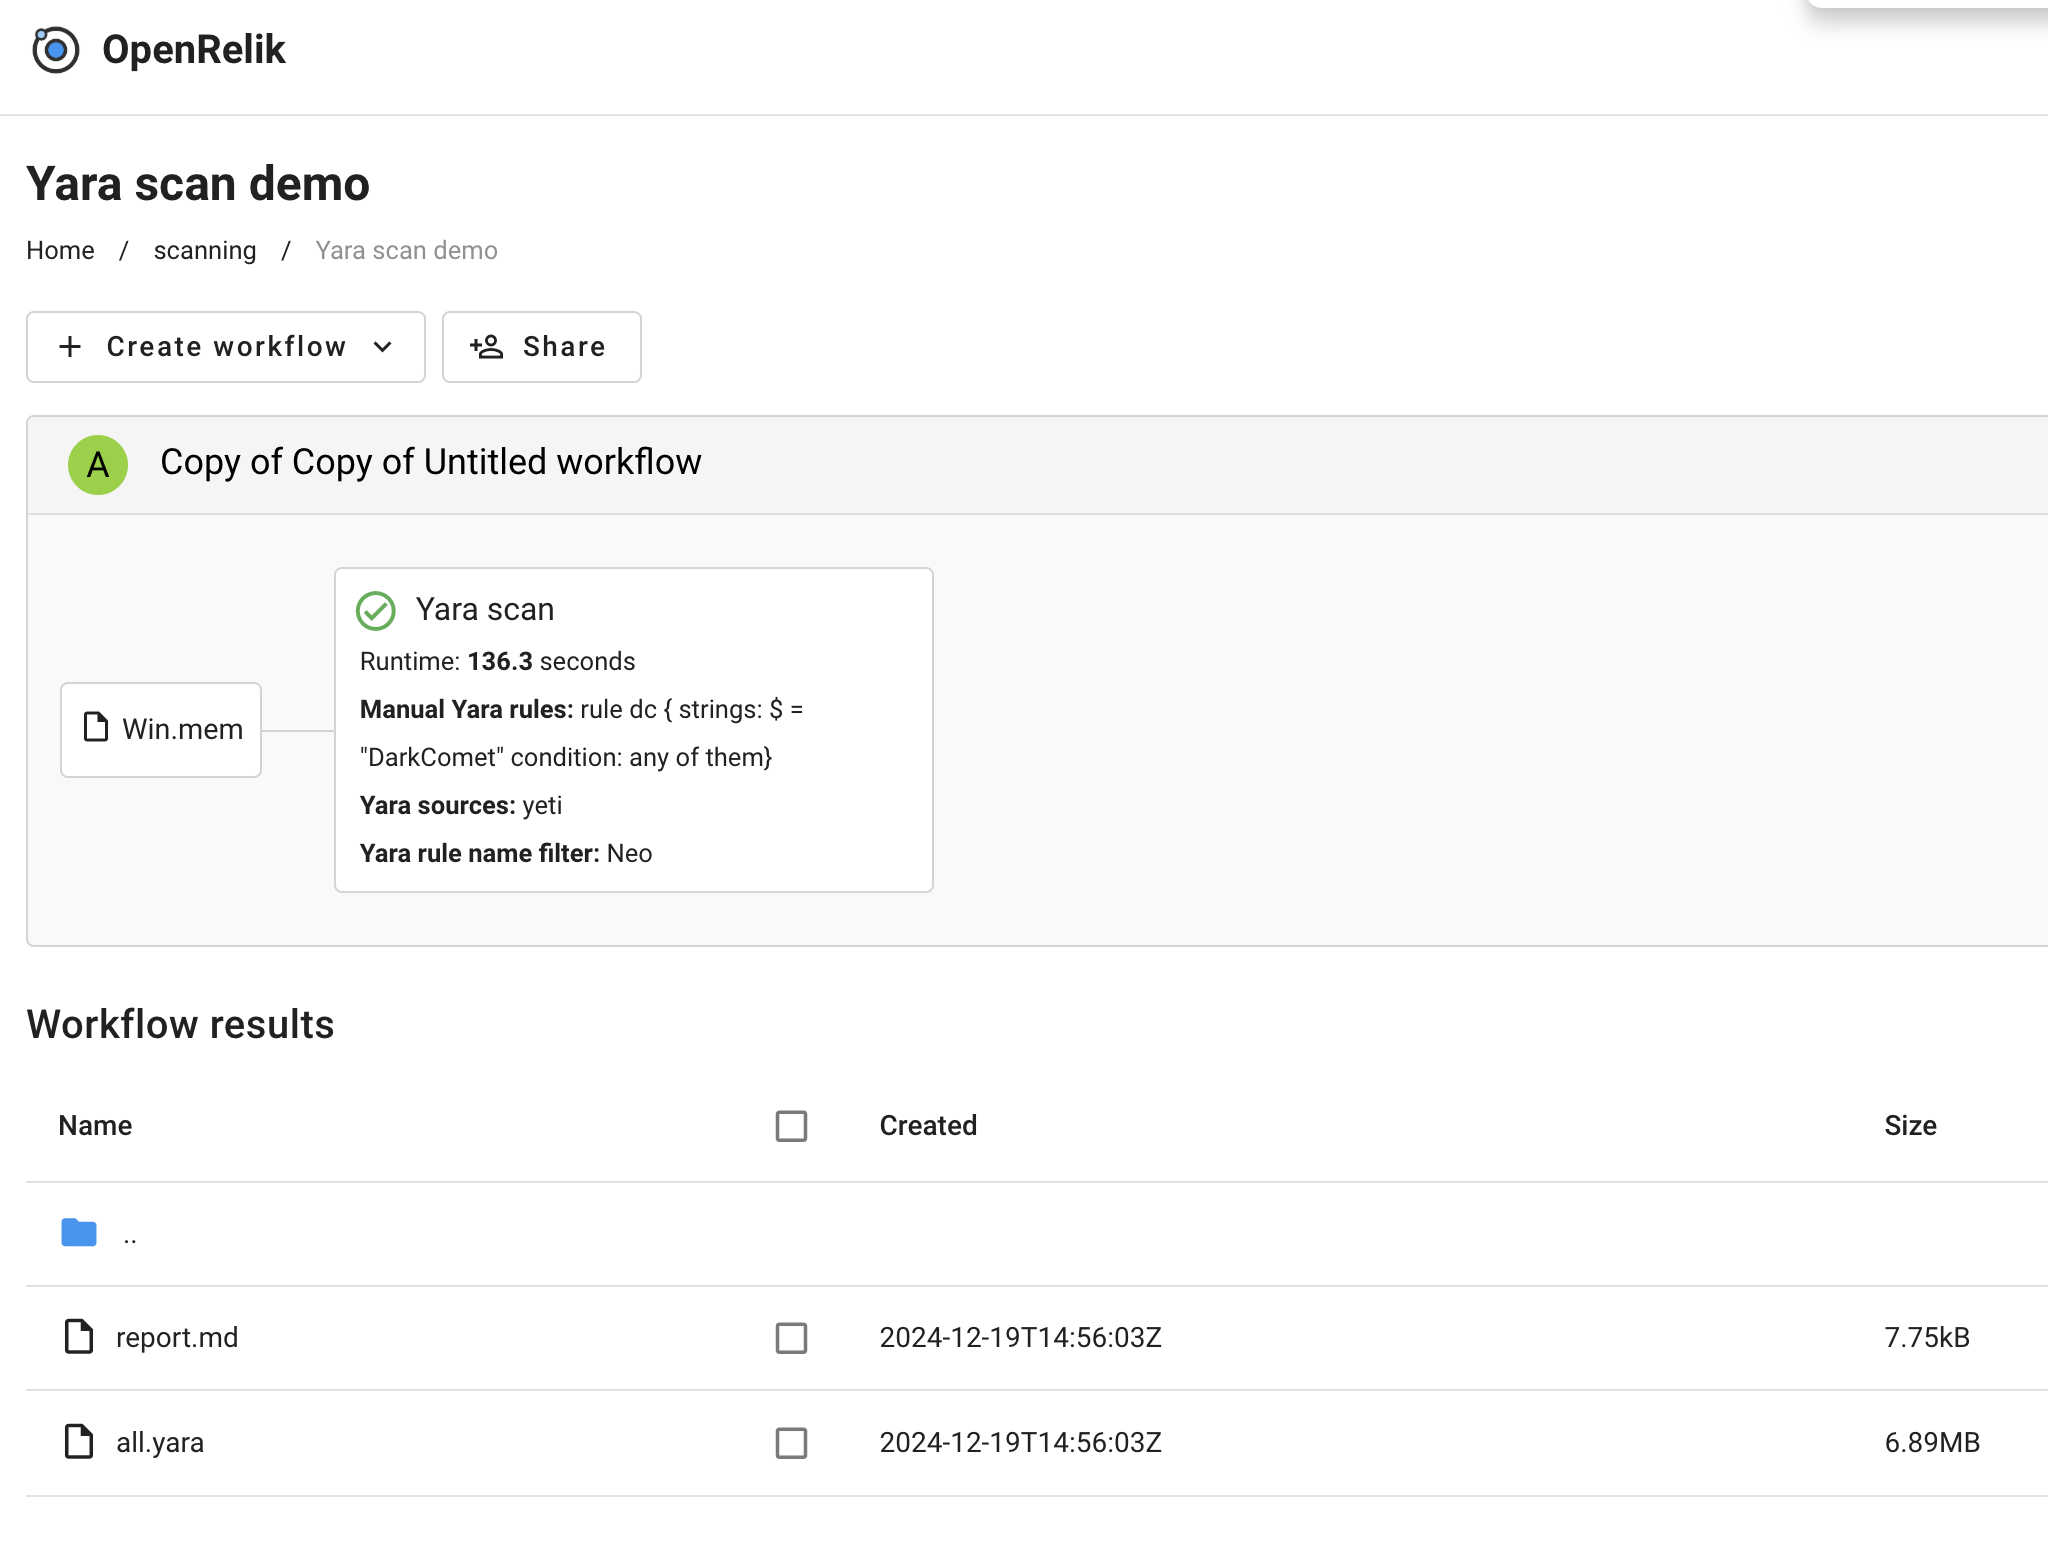 OpenRelik
Yara scan demo
Home / scanning / Yara scan demo
Create workflow
Share
A Copy of Copy of Untitled workflow
Yara scan
Runtime: 136.3 seconds
Manual Yara rules: rule dc { strings: $ =
"DarkComet" condition: any of them}
Yara sources: yeti
Yara rule name filter: Neo
Win.mem
Workflow results
Name Created Size
..
report.md 2024-12-19T14:56:03Z 7.75kB
all.yara 2024-12-19T14:56:03Z 6.89MB